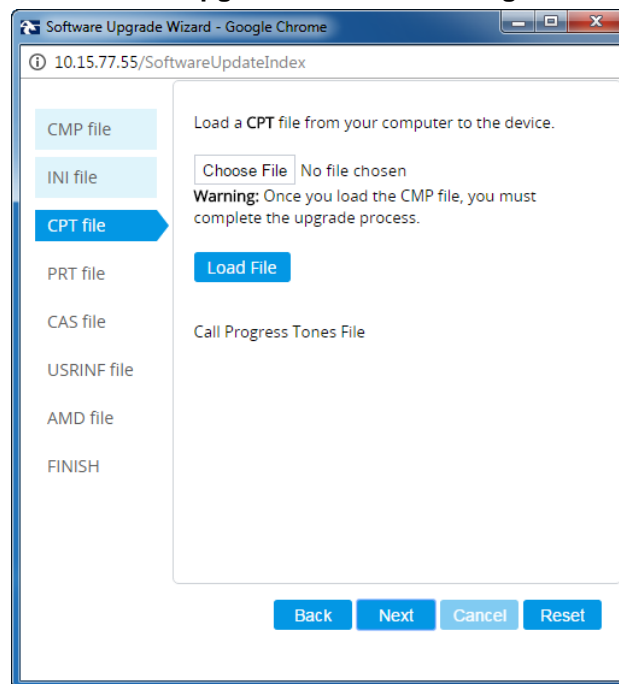 Software Upgrade Wizard - Google Chrome
10.15.77.55/SoftwareUpdateIndex
CMP file
INI file
CPT file
PRT file
CAS file
USRINF file
AMD file
FINISH
Load a CPT file from your computer to the device.
Choose File No file chosen
Warning: Once you load the CMP file, you must
complete the upgrade process.
Load File
Call Progress Tones File
Back Next Cancel Reset